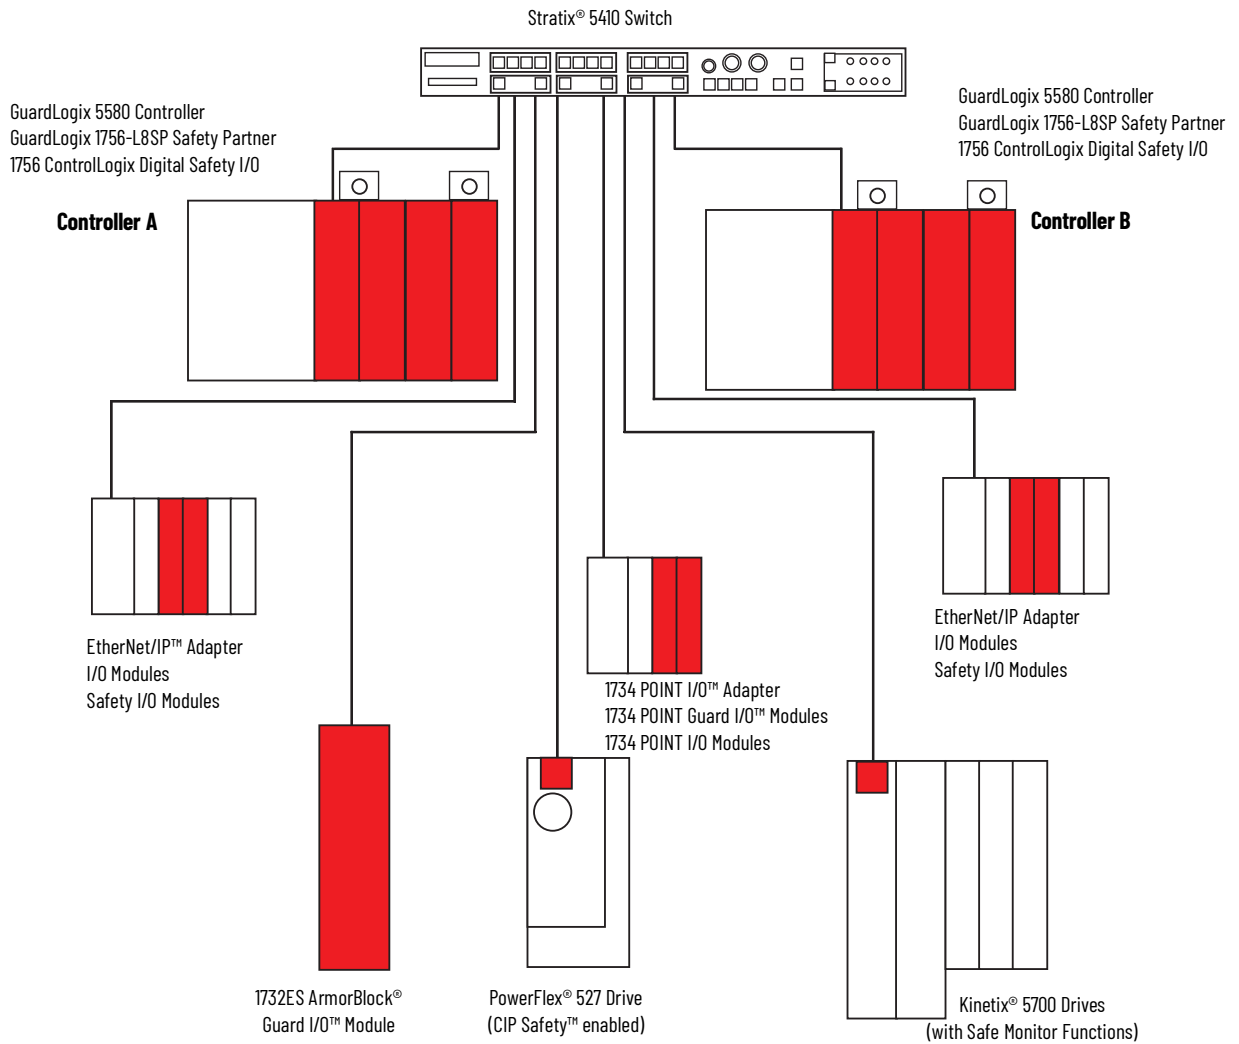 Stratix® 5410 Switch
GuardLogix 5580 Controller
GuardLogix 1756-L8SP Safety Partner
1756 ControlLogix Digital Safety I/O
Controller A
GuardLogix 5580 Controller
GuardLogix 1756-L8SP Safety Partner
1756 ControlLogix Digital Safety I/O
Controller B
EtherNet/IP™ Adapter
I/O Modules
Safety I/O Modules
1734 POINT I/O™ Adapter
1734 POINT Guard I/O™ Modules
1734 POINT I/O Modules
EtherNet/IP Adapter
I/O Modules
Safety I/O Modules
1732ES ArmorBlock®
Guard I/O™ Module
PowerFlex® 527 Drive
(CIP Safety™ enabled)
Kinetix® 5700 Drives
(with Safe Monitor Functions)